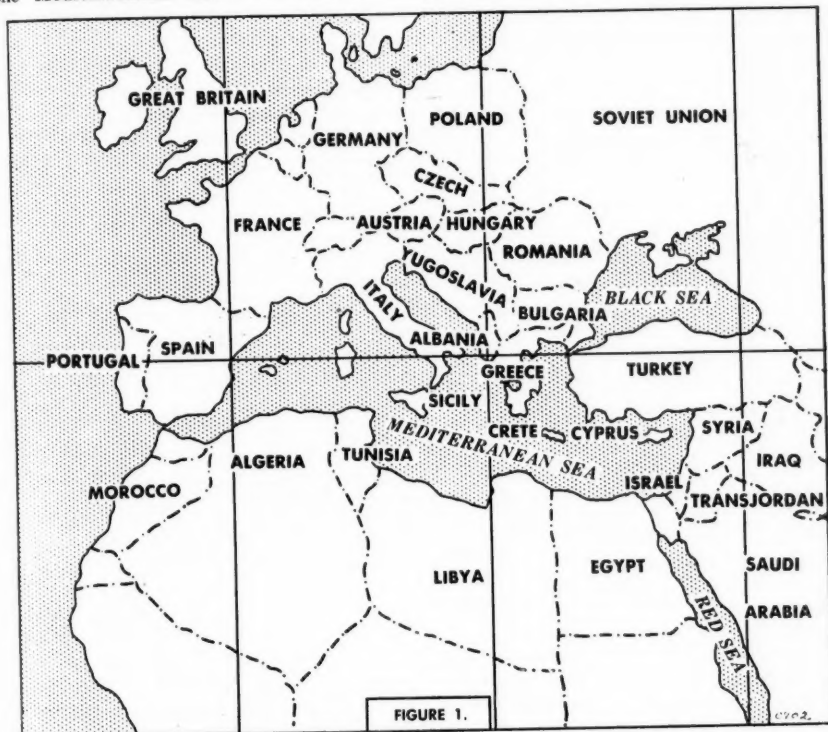 GREAT BRITAIN
POLAND
SOVIET UNION
GERMANY
CZECH
FRANCE
AUSTRIA
HUNGARY
ROMANIA
YUGOSLAVIA
ITALY
BLACK SEA
BULGARIA
ALBANIA
PORTUGAL
SPAIN
GREECE
TURKEY
SICILY
CRETE
CYPRUS
SYRIA
MEDITERRANEAN SEA
ALGERIA
TUNISIA
IRAQ
ISRAEL
MOROCCO
TRANSJORDAN
LIBYA
EGYPT
SAUDI
ARABIA
RED SEA
FIGURE 1.